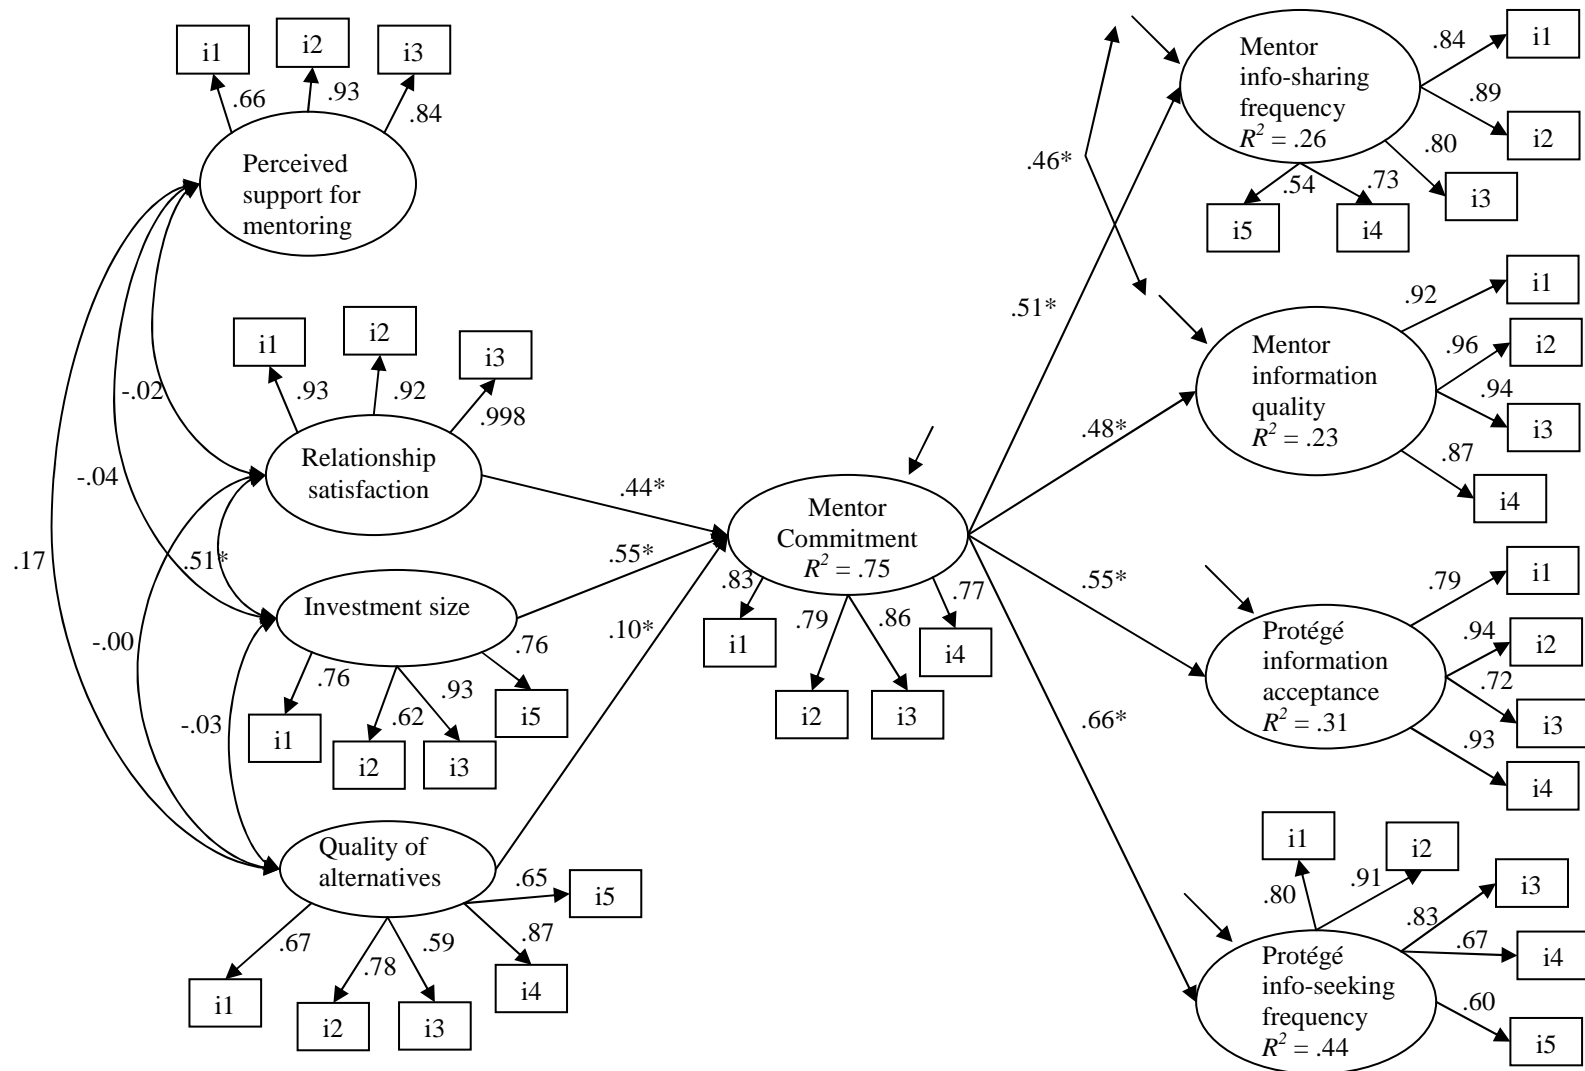 i1
i2
i3
.66
.93
.84
Perceived
support for
mentoring
i1
i2
i3
.93
.92
.998
Relationship
satisfaction
-.02
-.04
.17
.51*
-.00
-.03
Investment size
.76
.62
.93
.76
i1
i2
i3
i5
Quality of
alternatives
.67
.78
.59
.87
.65
i1
i2
i3
i4
i5
.44*
.55*
.10*
Mentor
Commitment
R² = .75
.83
.79
.86
.77
i1
i2
i3
i4
.46*
.51*
.48*
.55*
.66*
Mentor
info-sharing
frequency
R² = .26
.84
.89
.80
.73
.54
i1
i2
i3
i4
i5
Mentor
information
quality
R² = .23
.92
.96
.94
.87
i1
i2
i3
i4
Protégé
information
acceptance
R² = .31
.79
.94
.72
.93
i1
i2
i3
i4
Protégé
info-seeking
frequency
R² = .44
.80
.91
.83
.67
.60
i1
i2
i3
i4
i5